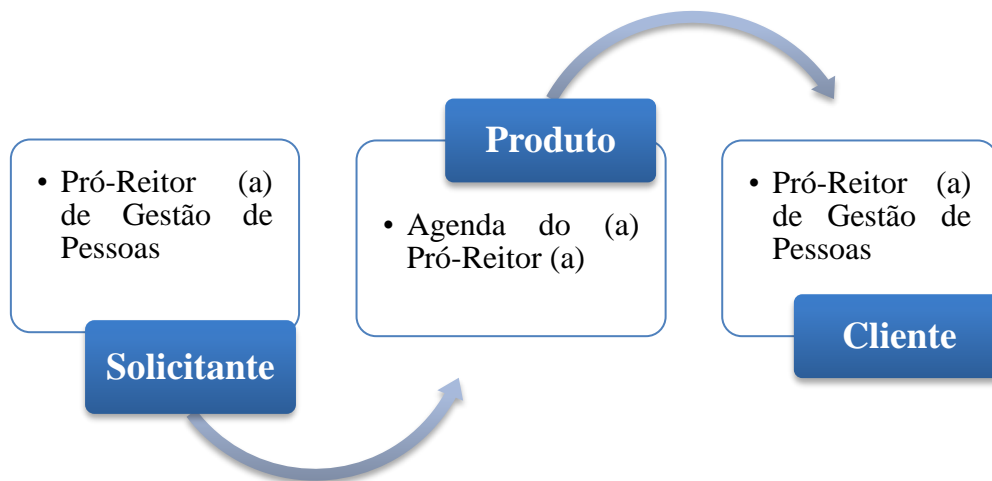 • Pró-Reitor (a)
de Gestão de
Pessoas
Solicitante
Produto
• Agenda do (a)
Pró-Reitor (a)
• Pró-Reitor (a)
de Gestão de
Pessoas
Cliente